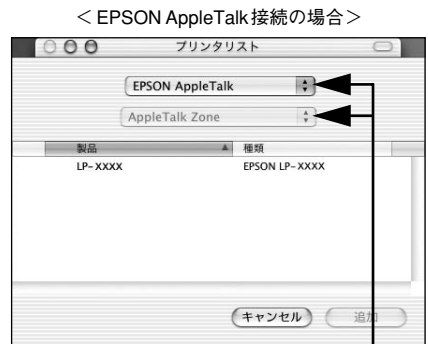 ＜EPSON AppleTalk接続の場合＞
プリンタリスト
EPSON AppleTalk
AppleTalk Zone
製品 種類
LP-XXXX EPSON LP-XXXX
キャンセル 追加